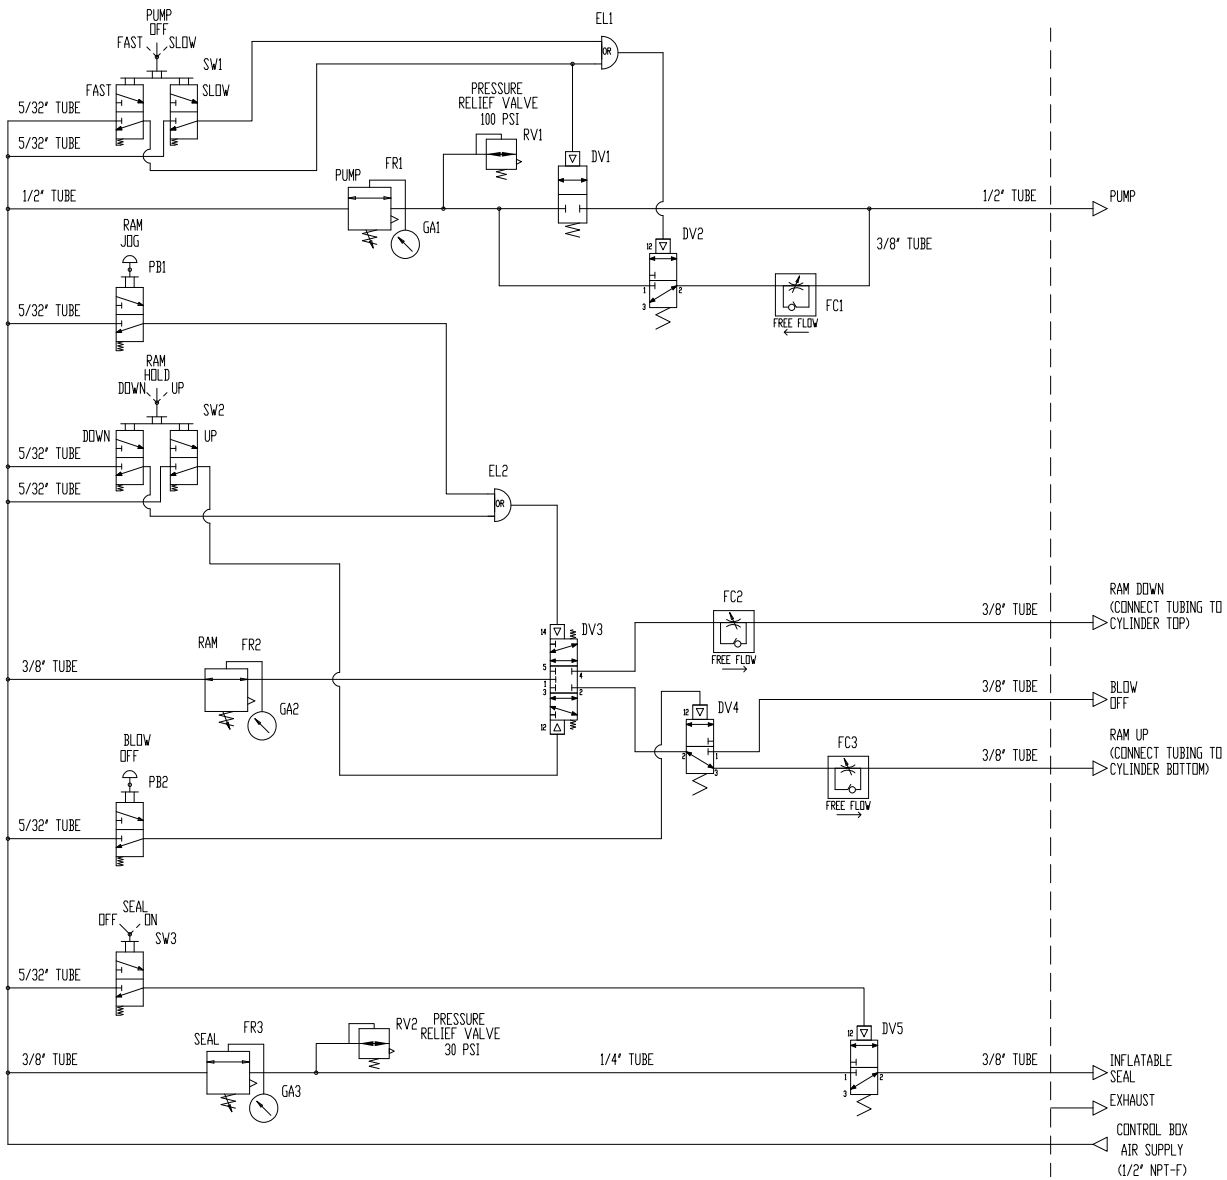 PUMP
OFF
FAST
SLOW
SW1
FAST
SLOW
5/32" TUBE
5/32" TUBE
1/2" TUBE
EL1
OR
PRESSURE
RELIEF VALVE
100 PSI
RV1
PUMP
FR1
GA1
DV1
1/2" TUBE
PUMP
DV2
12
1
2
3
3/8" TUBE
FC1
FREE FLOW
RAM
JOG
PB1
5/32" TUBE
RAM
HOLD
DOWN
UP
SW2
DOWN
UP
5/32" TUBE
5/32" TUBE
EL2
OR
RAM
FR2
GA2
3/8" TUBE
14
DV3
5
4
1
3
2
12
FC2
FREE FLOW
3/8" TUBE
RAM DOWN
(CONNECT TUBING TO
CYLINDER TOP)
12
DV4
2
1
3
3/8" TUBE
BLOW
OFF
FC3
FREE FLOW
3/8" TUBE
RAM UP
(CONNECT TUBING TO
CYLINDER BOTTOM)
BLOW
OFF
PB2
5/32" TUBE
SEAL
OFF
ON
SW3
5/32" TUBE
SEAL
FR3
GA3
3/8" TUBE
RV2
PRESSURE
RELIEF VALVE
30 PSI
1/4" TUBE
12
DV5
1
2
3
3/8" TUBE
INFLATABLE
SEAL
EXHAUST
CONTROL BOX
AIR SUPPLY
(1/2" NPT-F)